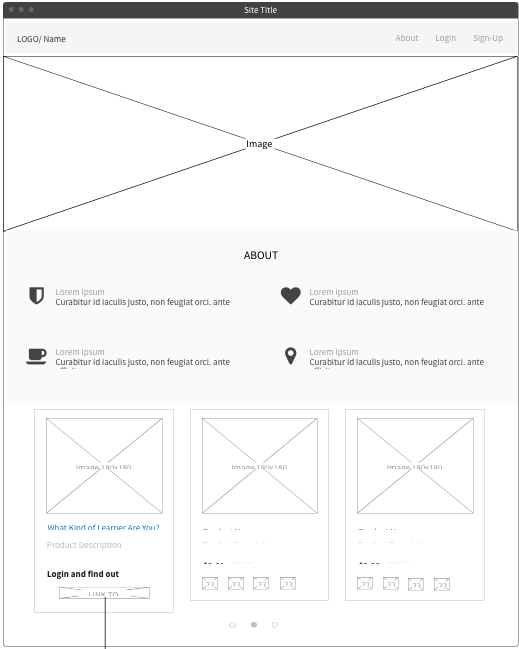 Site Title
LOGO/ Name
About Login Sign-Up
Image
ABOUT
Lorem Ipsum
Curabitur id iaculis justo, non feugiat orci. ante
Lorem Ipsum
Curabitur id iaculis justo, non feugiat orci. ante
Lorem Ipsum
Curabitur id iaculis justo, non feugiat orci. ante
Lorem Ipsum
Curabitur id iaculis justo, non feugiat orci. ante
Image 180x180
Image 180x180
Image 180x180
What Kind of Learner Are You?
Product Description
Login and find out
LINK TO